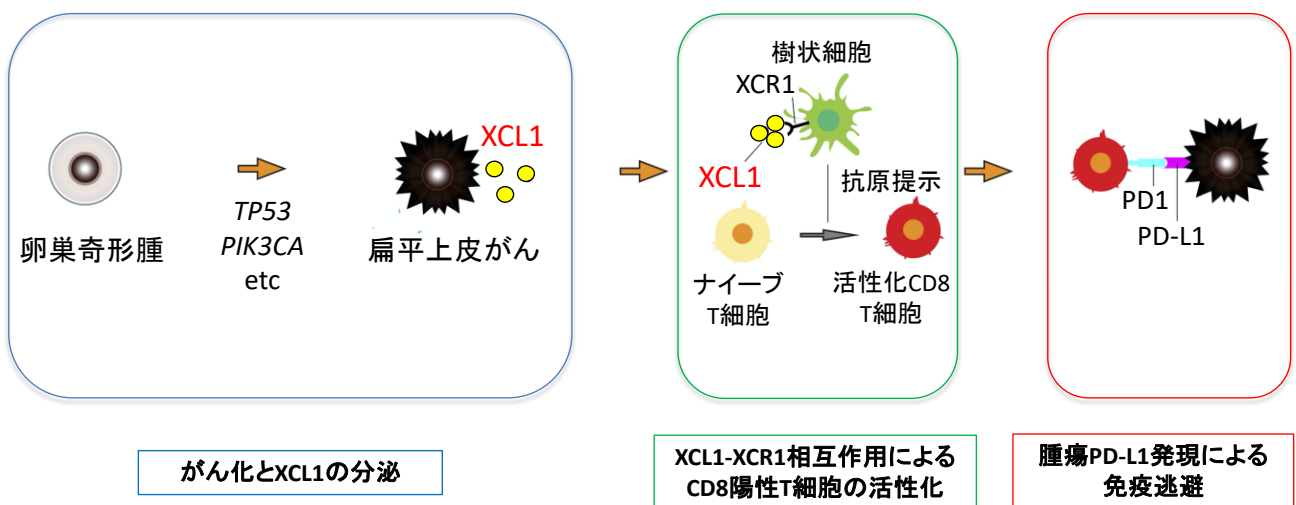 XCL1
TP53
PIK3CA
etc
卵巣奇形腫
扁平上皮がん
樹状細胞
XCR1
XCL1
抗原提示
ナイーブ
T細胞
活性化CD8
T細胞
PD1
PD-L1
がん化とXCL1の分泌
XCL1-XCR1相互作用による
CD8陽性T細胞の活性化
腫瘍PD-L1発現による
免疫逃避